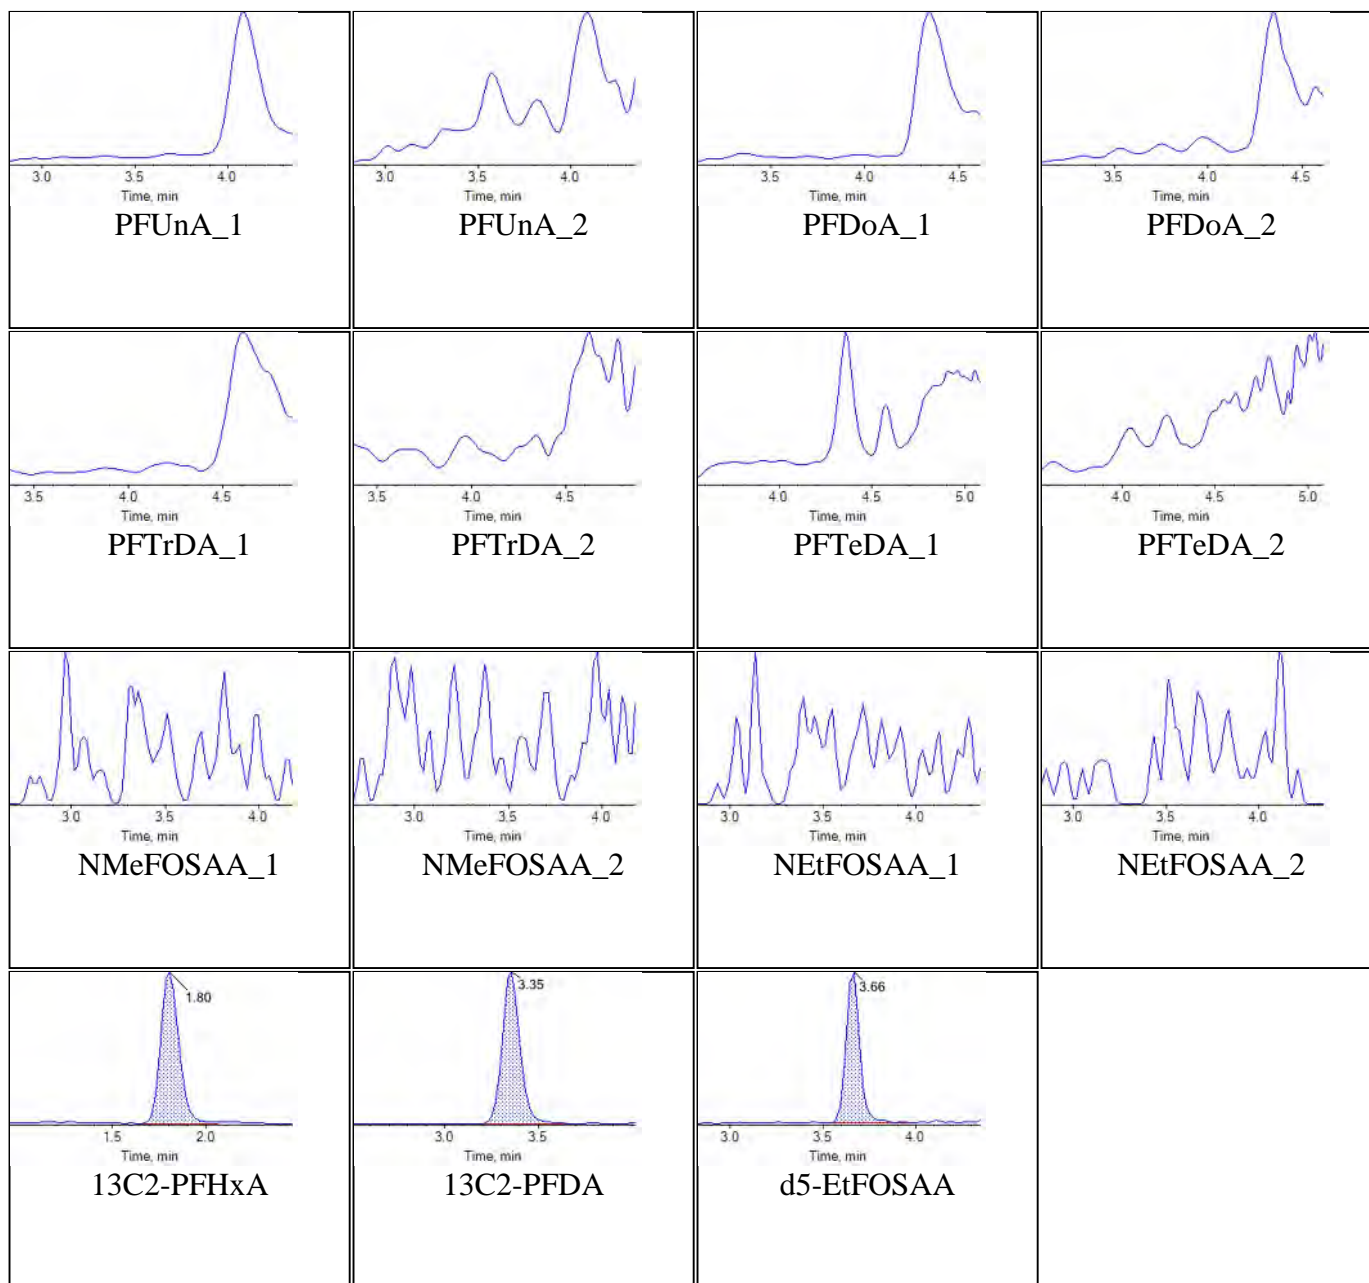 3.0 3.5 4.0
Time, min
PFUnA_1
3.0 3.5 4.0
Time, min
PFUnA_2
3.5 4.0 4.5
Time, min
PFDoA_1
3.5 4.0 4.5
Time, min
PFDoA_2
3.5 4.0 4.5
Time, min
PFTrDA_1
3.5 4.0 4.5
Time, min
PFTrDA_2
4.0 4.5 5.0
Time, min
PFTeDA_1
4.0 4.5 5.0
Time, min
PFTeDA_2
3.0 3.5 4.0
Time, min
NMeFOSAA_1
3.0 3.5 4.0
Time, min
NMeFOSAA_2
3.0 3.5 4.0
Time, min
NEtFOSAA_1
3.0 3.5 4.0
Time, min
NEtFOSAA_2
1.80
1.5 2.0
Time, min
13C2-PFHxA
3.35
3.0 3.5
Time, min
13C2-PFDA
3.66
3.0 3.5 4.0
Time, min
d5-EtFOSAA